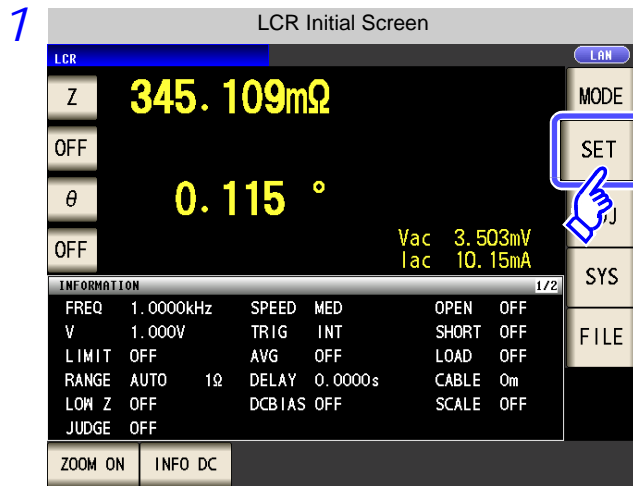 1
LCR Initial Screen
LCR LAN
Z 345.109mΩ MODE
OFF SET
θ 0.115 °
OFF Vac 3.503mV
Iac 10.15mA SYS
INFORMATION 1/2
FREQ 1.0000kHz SPEED MED OPEN OFF
V 1.000V TRIG INT SHORT OFF FILE
LIMIT OFF AVG OFF LOAD OFF
RANGE AUTO 1Ω DELAY 0.0000s CABLE 0m
LOW Z OFF DCBIAS OFF SCALE OFF
JUDGE OFF
ZOOM ON INFO DC